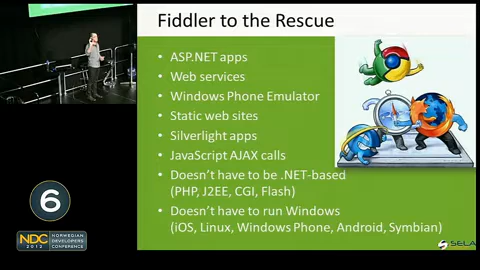 Fiddler to the Rescue
• ASP.NET apps
• Web services
• Windows Phone Emulator
• Static web sites
• Silverlight apps
• JavaScript AJAX calls
• Doesn't have to be .NET-based
(PHP, J2EE, CGI, Flash)
• Doesn't have to run Windows
(iOS, Linux, Windows Phone, Android, Symbian)
SELA
6
NDC
2012
NORWEGIAN
DEVELOPERS
CONFERENCE